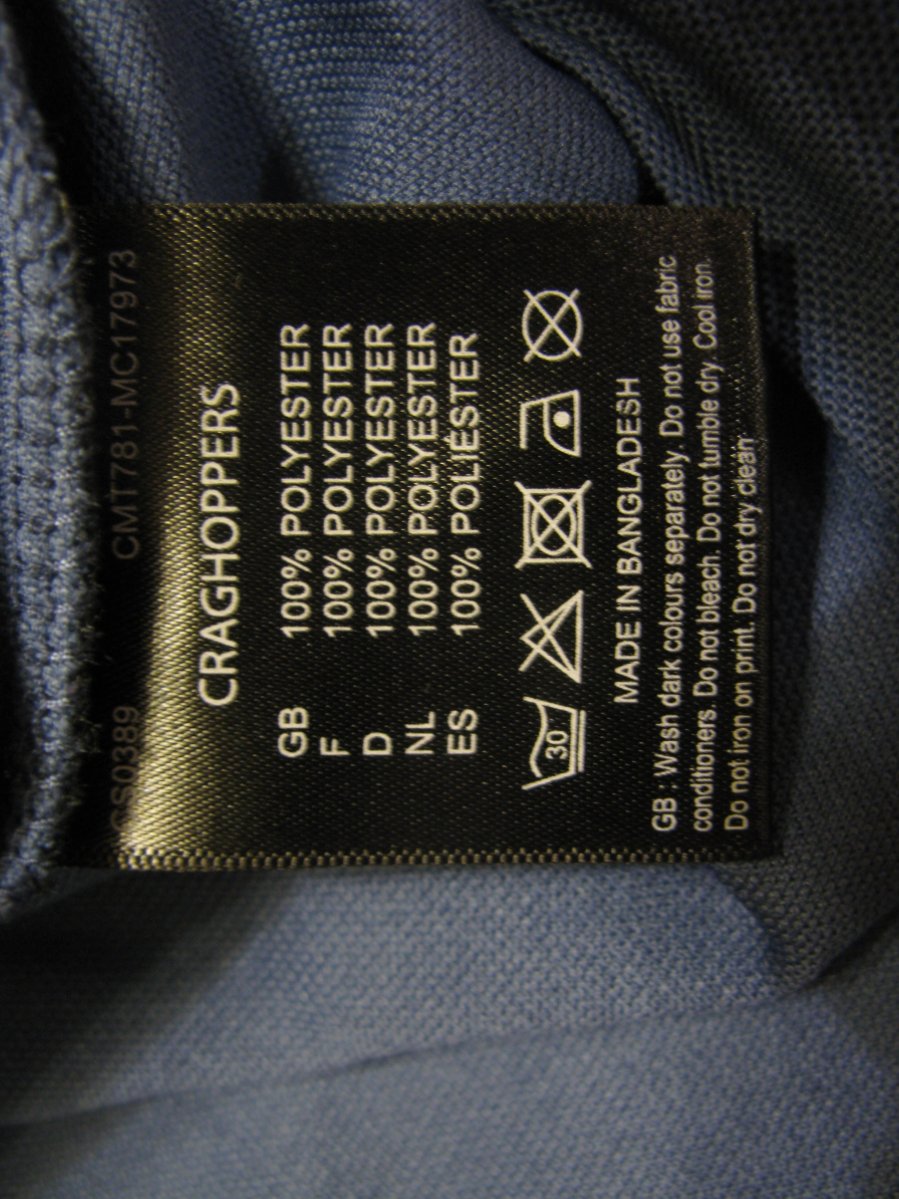 GS0389 CMT781-MC17973
CRAGHOPPERS
GB 100% POLYESTER
F 100% POLYESTER
D 100% POLYESTER
NL 100% POLYESTER
ES 100% POLIÉSTER
30
MADE IN BANGLADESH
GB : Wash dark colours separately. Do not use fabric
conditioners. Do not bleach. Do not tumble dry. Cool iron.
Do not iron on print. Do not dry clean